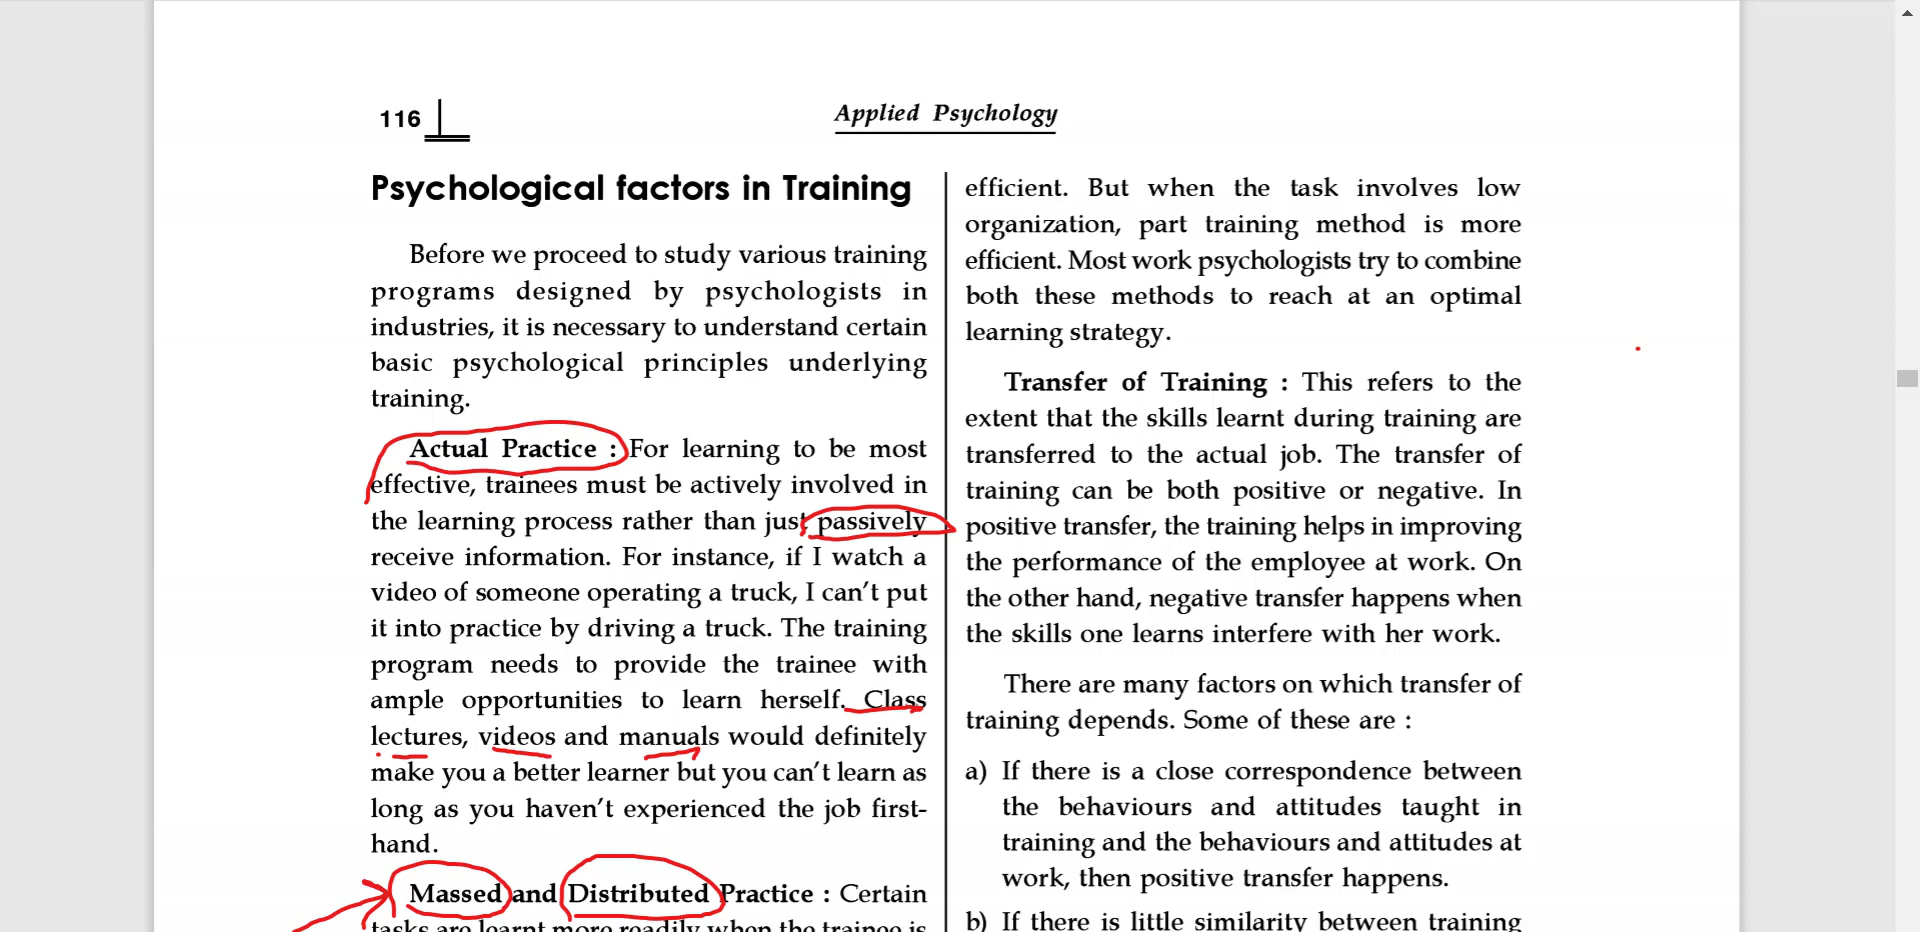 116
Applied Psychology
Psychological factors in Training
Before we proceed to study various training
programs designed by psychologists in
industries, it is necessary to understand certain
basic psychological principles underlying
training.
Actual Practice : For learning to be most
effective, trainees must be actively involved in
the learning process rather than just passively
receive information. For instance, if I watch a
video of someone operating a truck, I can't put
it into practice by driving a truck. The training
program needs to provide the trainee with
ample opportunities to learn herself. Class
lectures, videos and manuals would definitely
make you a better learner but you can't learn as
long as you haven't experienced the job first-
hand.
Massed and Distributed Practice : Certain
tasks are learnt more readily when the trainee is
efficient. But when the task involves low
organization, part training method is more
efficient. Most work psychologists try to combine
both these methods to reach at an optimal
learning strategy.
Transfer of Training : This refers to the
extent that the skills learnt during training are
transferred to the actual job. The transfer of
training can be both positive or negative. In
positive transfer, the training helps in improving
the performance of the employee at work. On
the other hand, negative transfer happens when
the skills one learns interfere with her work.
There are many factors on which transfer of
training depends. Some of these are :
a) If there is a close correspondence between
the behaviours and attitudes taught in
training and the behaviours and attitudes at
work, then positive transfer happens.
b) If there is little similarity between training